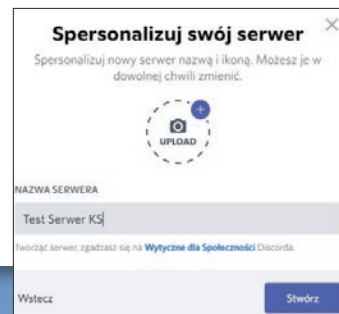 Spersonalizuj swój serwer
Spersonalizuj nowy serwer nazwą i ikoną. Możesz je w
dowolnej chwili zmienić.
UPLOAD
NAZWA SERWERA
Test Serwer KS
Tworząc serwer, zgadzasz się na Wytyczne dla Społeczności Discorda.
Wstecz
Stwórz